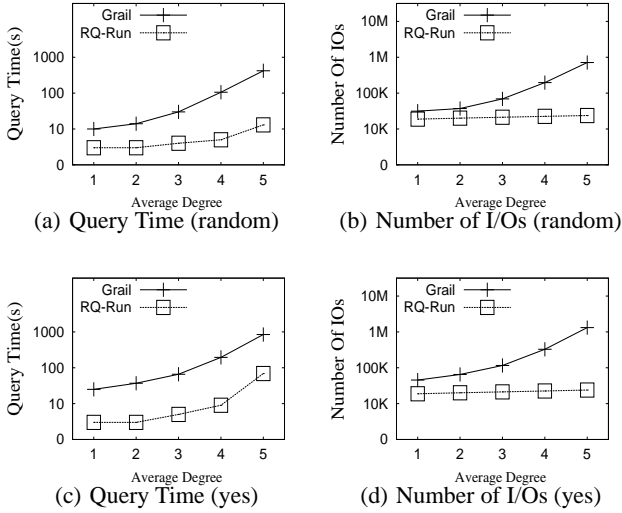 Query Time(s)
Grail
RQ-Run
1000
100
10
0
1 2 3 4 5
Average Degree
(a) Query Time (random)
Number Of IOs
Grail
RQ-Run
10M
1M
100K
10K
0
1 2 3 4 5
Average Degree
(b) Number of I/Os (random)
Query Time(s)
Grail
RQ-Run
1000
100
10
0
1 2 3 4 5
Average Degree
(c) Query Time (yes)
Number Of IOs
Grail
RQ-Run
10M
1M
100K
10K
0
1 2 3 4 5
Average Degree
(d) Number of I/Os (yes)